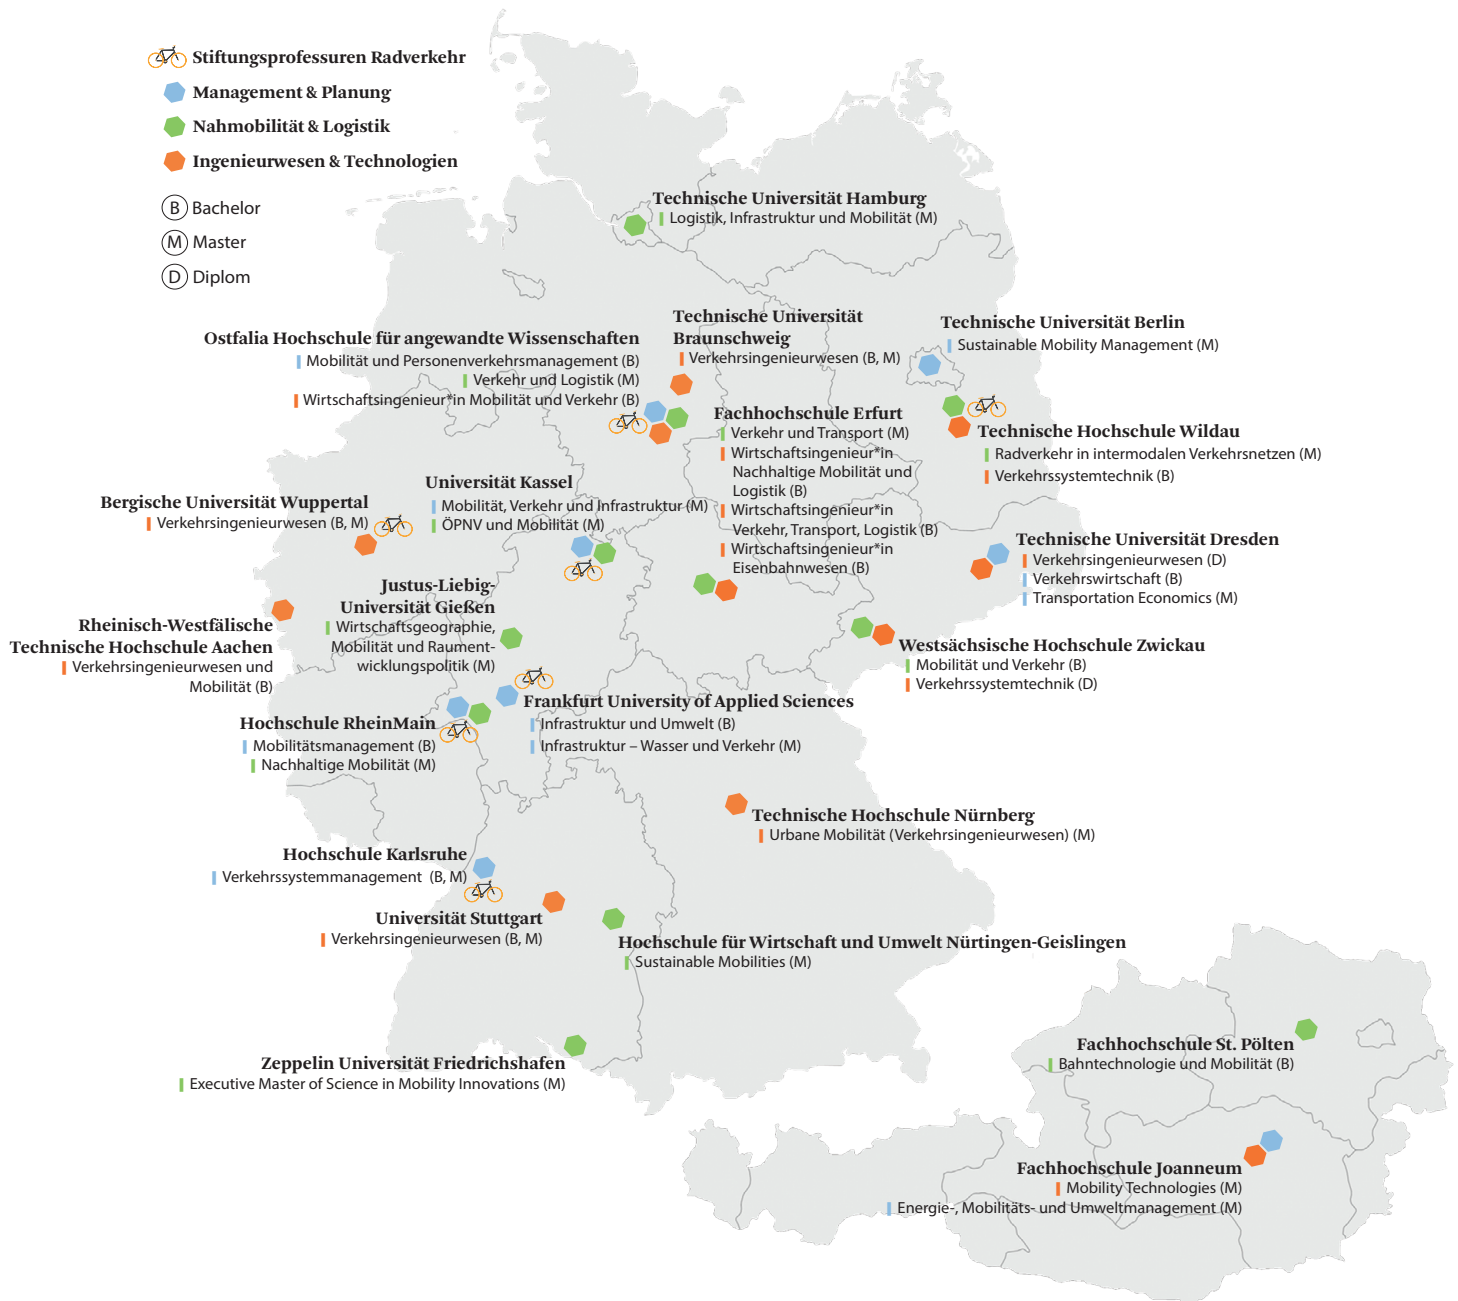 Stiftungsprofessuren Radverkehr
Management & Planung
Nahmobilität & Logistik
Ingenieurwesen & Technologien
B Bachelor
M Master
D Diplom
Technische Universität Hamburg
Logistik, Infrastruktur und Mobilität (M)
Technische Universität
Braunschweig
Verkehrsingenieurwesen (B, M)
Ostfalia Hochschule für angewandte Wissenschaften
Mobilität und Personenverkehrsmanagement (B)
Verkehr und Logistik (M)
Wirtschaftsingenieur*in Mobilität und Verkehr (B)
Technische Universität Berlin
Sustainable Mobility Management (M)
Fachhochschule Erfurt
Verkehr und Transport (M)
Wirtschaftsingenieur*in
Nachhaltige Mobilität und
Logistik (B)
Wirtschaftsingenieur*in
Verkehr, Transport, Logistik (B)
Wirtschaftsingenieur*in
Eisenbahnwesen (B)
Technische Hochschule Wildau
Radverkehr in intermodalen Verkehrsnetzen (M)
Verkehrssystemtechnik (B)
Universität Kassel
Mobilität, Verkehr und Infrastruktur (M)
ÖPNV und Mobilität (M)
Bergische Universität Wuppertal
Verkehrsingenieurwesen (B, M)
Technische Universität Dresden
Verkehrsingenieurwesen (D)
Verkehrswirtschaft (B)
Transportation Economics (M)
Justus-Liebig-
Universität Gießen
Wirtschaftsgeographie,
Mobilität und Raument-
wicklungspolitik (M)
Rheinisch-Westfälische
Technische Hochschule Aachen
Verkehrsingenieurwesen und
Mobilität (B)
Westsächsische Hochschule Zwickau
Mobilität und Verkehr (B)
Verkehrssystemtechnik (D)
Frankfurt University of Applied Sciences
Infrastruktur und Umwelt (B)
Infrastruktur – Wasser und Verkehr (M)
Hochschule RheinMain
Mobilitätsmanagement (B)
Nachhaltige Mobilität (M)
Technische Hochschule Nürnberg
Urbane Mobilität (Verkehrsingenieurwesen) (M)
Hochschule Karlsruhe
Verkehrssystemmanagement (B, M)
Universität Stuttgart
Verkehrsingenieurwesen (B, M)
Hochschule für Wirtschaft und Umwelt Nürtingen-Geislingen
Sustainable Mobilities (M)
Zeppelin Universität Friedrichshafen
Executive Master of Science in Mobility Innovations (M)
Fachhochschule St. Pölten
Bahntechnologie und Mobilität (B)
Fachhochschule Joanneum
Mobility Technologies (M)
Energie-, Mobilitäts- und Umweltmanagement (M)